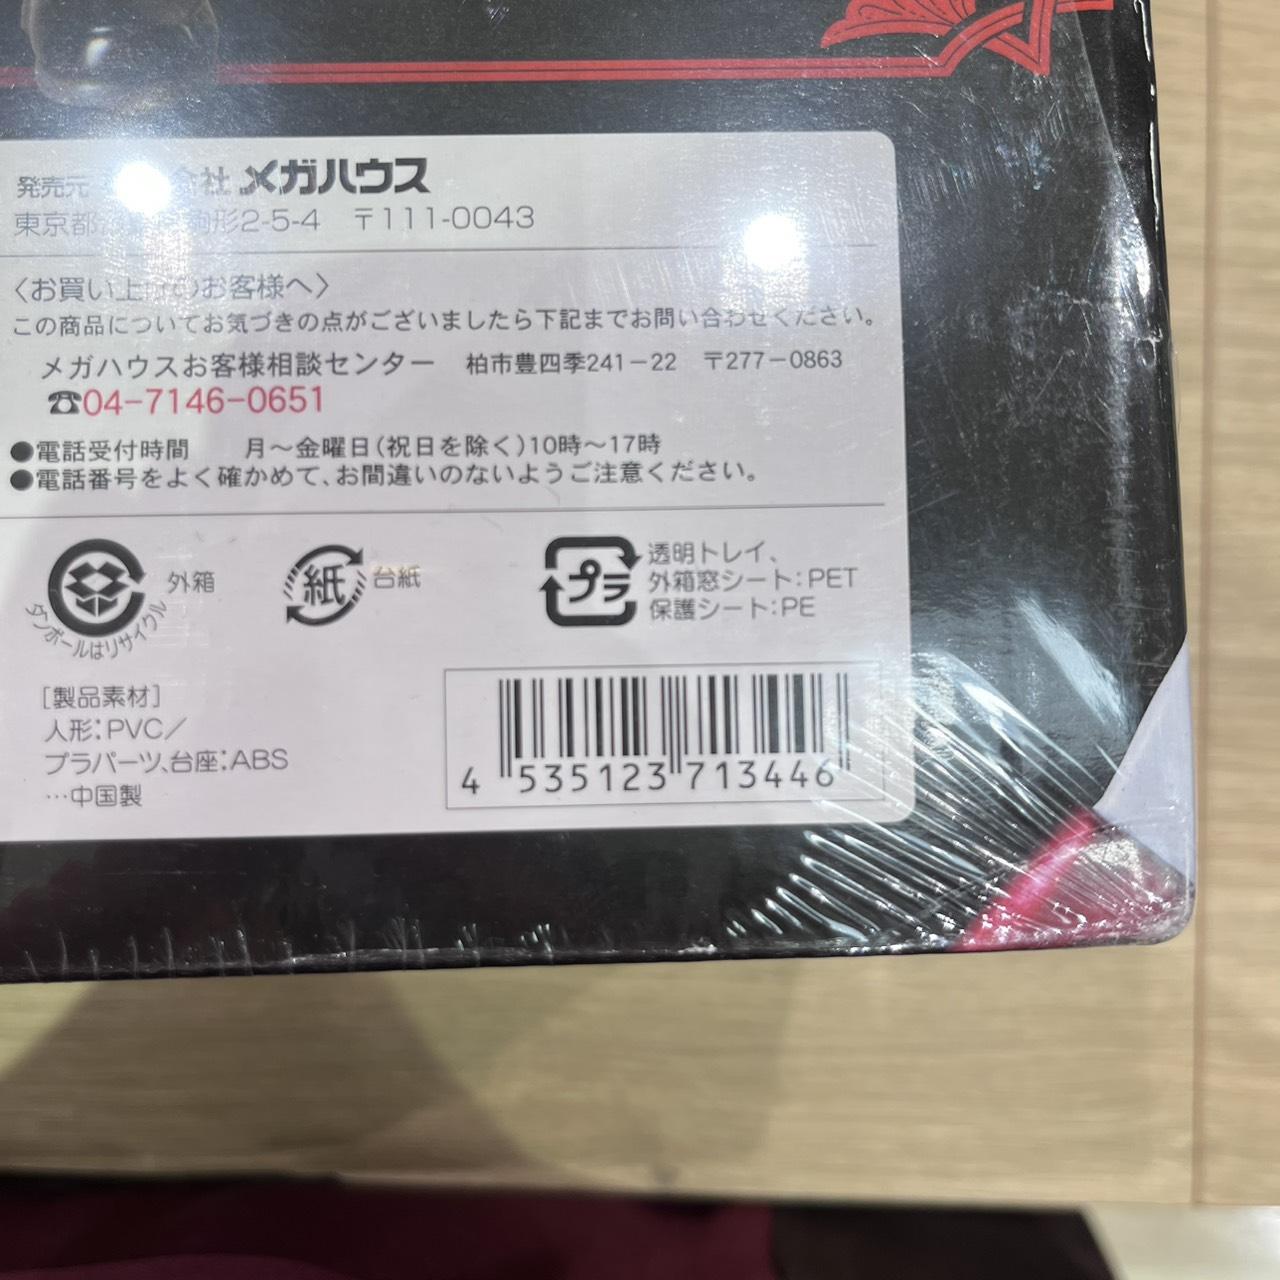 発売元 会社 メガハウス
東京都 駒形2-5-4 〒111-0043
〈お買い上げのお客様へ〉
この商品についてお気づきの点がございましたら下記までお問い合わせください。
メガハウスお客様相談センター 柏市豊四季241-22 〒277-0863
☎04-7146-0651
●電話受付時間 月～金曜日(祝日を除く)10時～17時
●電話番号をよく確かめて、お間違いのないようご注意ください。
外箱
ダンボールはリサイクル
紙
台紙
プラ
透明トレイ、
外箱窓シート:PET
保護シート:PE
[製品素材]
人形:PVC/
プラパーツ、台座:ABS
…中国製
4 535123 713446